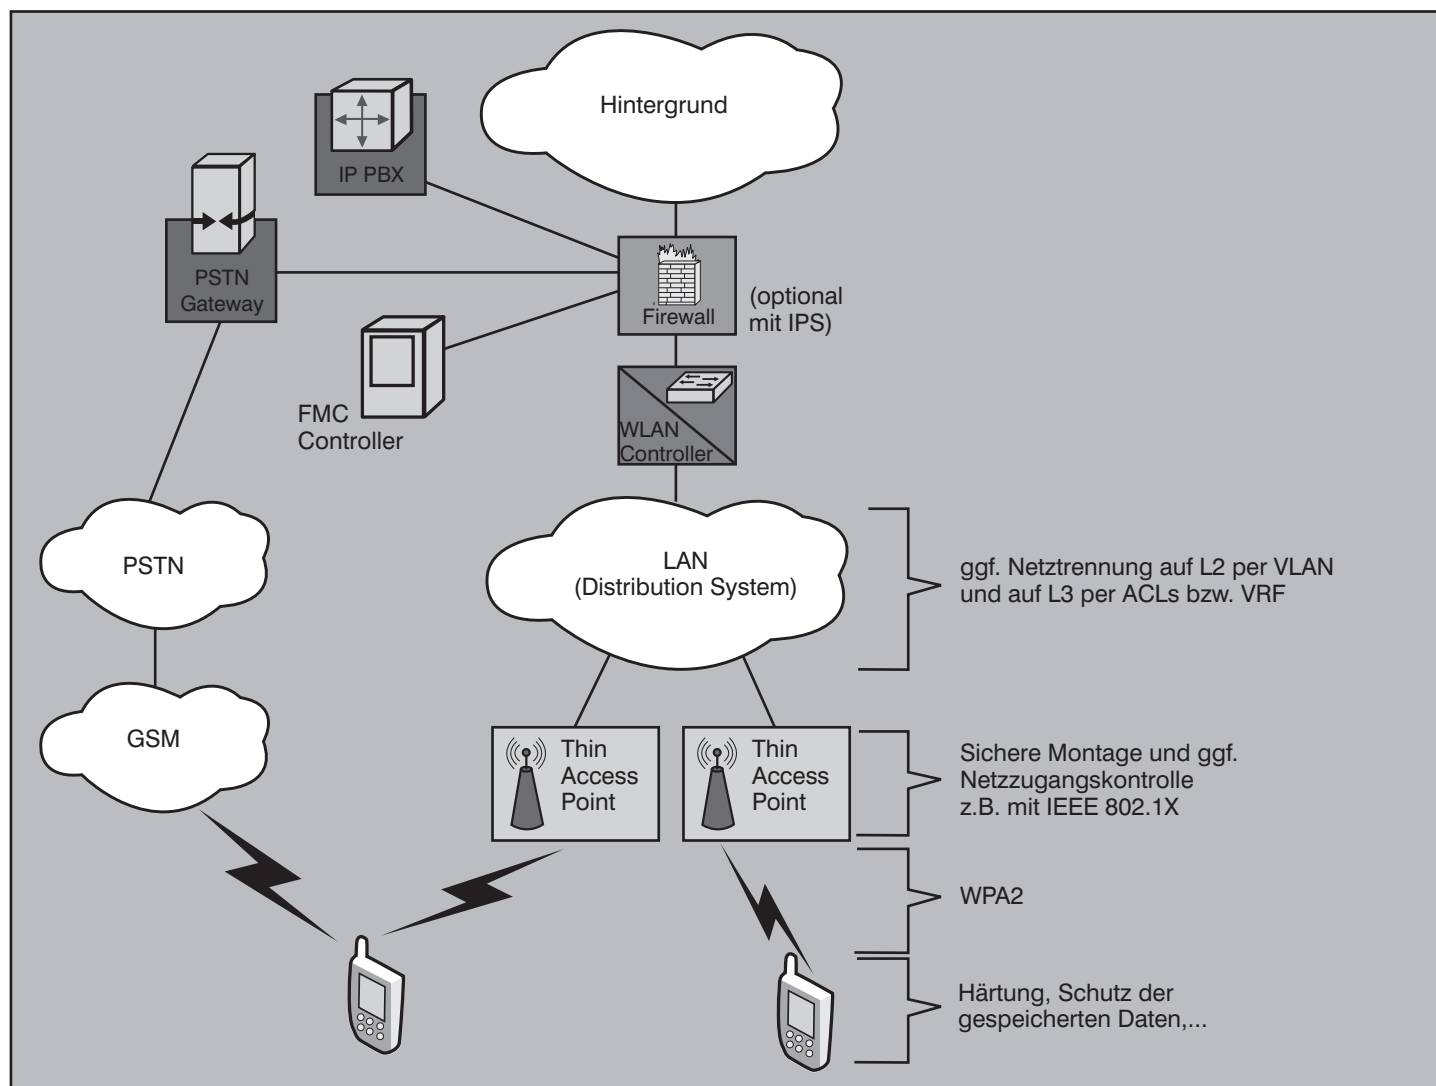 Hintergrund
IP PBX
PSTN
Gateway
Firewall
(optional
mit IPS)
FMC
Controller
WLAN
Controller
PSTN
LAN
(Distribution System)
ggf. Netztrennung auf L2 per VLAN
und auf L3 per ACLs bzw. VRF
GSM
Thin
Access
Point
Thin
Access
Point
Sichere Montage und ggf.
Netzzugangskontrolle
z.B. mit IEEE 802.1X
WPA2
Härtung, Schutz der
gespeicherten Daten,...